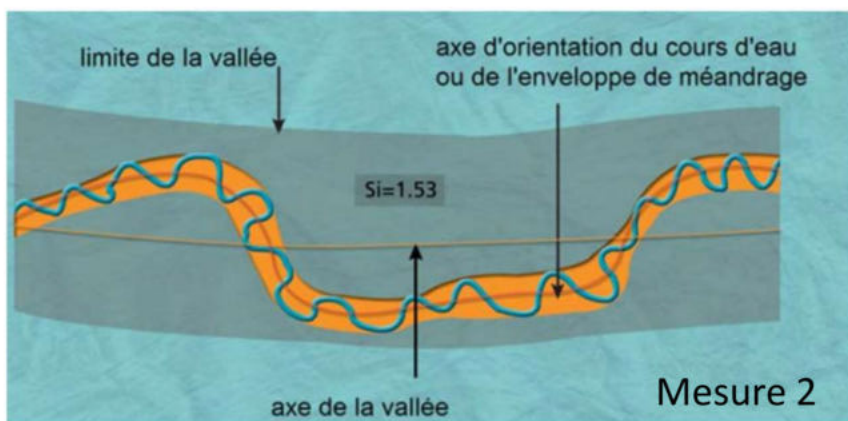 limite de la vallée
axe d'orientation du cours d'eau
ou de l'enveloppe de méandrage
Si=1.53
axe de la vallée
Mesure 2